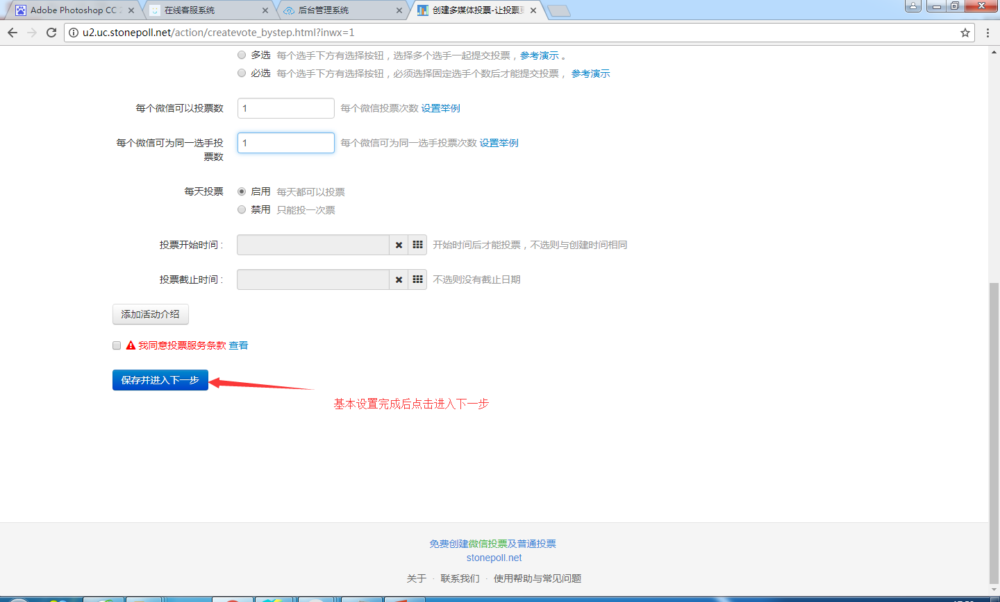 Adobe Photoshop CC
在线客服系统
后台管理系统
创建多媒体投票-让投票
u2.uc.stonepoll.net/action/createvote_bystep.html?inwx=1
多选 每个选手下方有选择按钮，选择多个选手一起提交投票，参考演示 。
必选 每个选手下方有选择按钮，必须选择固定选手个数后才能提交投票， 参考演示
每个微信可以投票数 1 每个微信投票次数 设置举例
每个微信可为同一选手投 1 每个微信可为同一选手投票次数 设置举例
票数
每天投票 启用 每天都可以投票
禁用 只能投一次票
投票开始时间： 开始时间后才能投票，不选则与创建时间相同
投票截止时间： 不选则没有截止日期
添加活动介绍
我同意投票服务条款 查看
保存并进入下一步
基本设置完成后点击进入下一步
免费创建微信投票及普通投票
stonepoll.net
关于 · 联系我们 · 使用帮助与常见问题